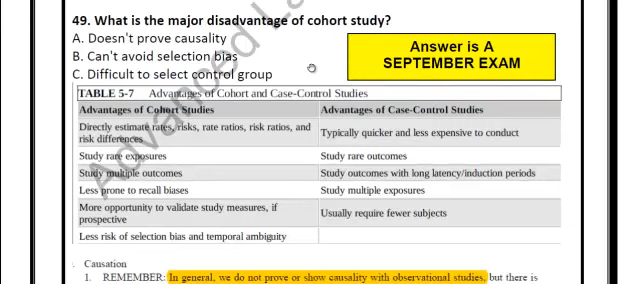 49. What is the major disadvantage of cohort study?
A. Doesn't prove causality
B. Can't avoid selection bias
C. Difficult to select control group
Answer is A
SEPTEMBER EXAM
TABLE 5-7 Advantages of Cohort and Case-Control Studies
Advantages of Cohort Studies Advantages of Case-Control Studies
Directly estimate rates, risks, rate ratios, risk ratios, and
risk differences
Typically quicker and less expensive to conduct
Study rare exposures Study rare outcomes
Study multiple outcomes Study outcomes with long latency/induction periods
Less prone to recall biases Study multiple exposures
More opportunity to validate study measures, if
prospective
Usually require fewer subjects
Less risk of selection bias and temporal ambiguity
. Causation
1. REMEMBER: In general, we do not prove or show causality with observational studies, but there is
Advanced